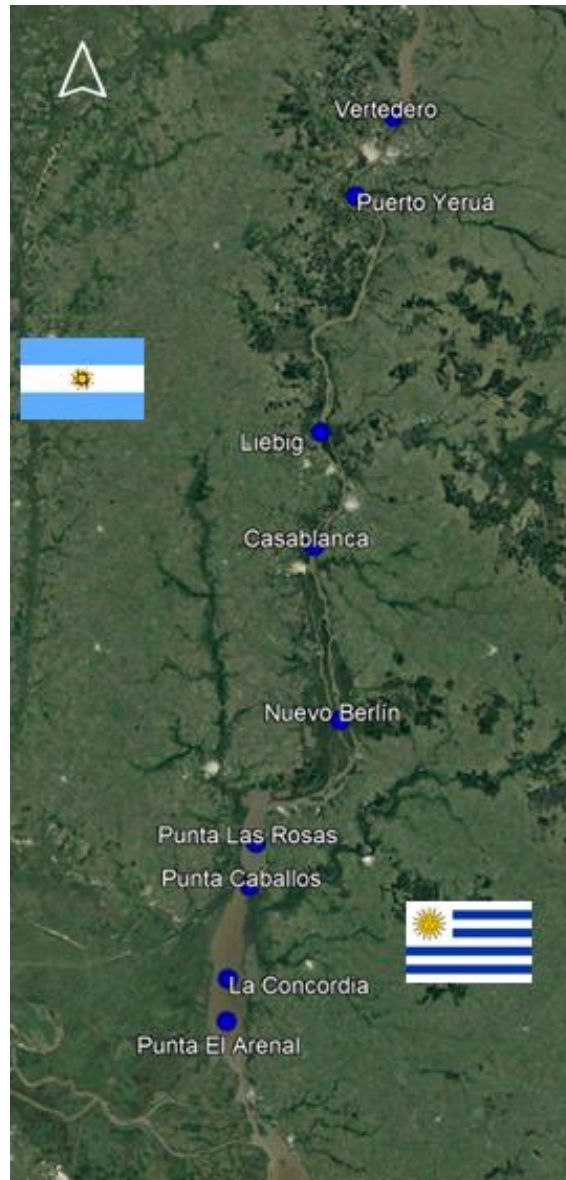 Vertedero
Puerto Yeruá
Liebig
Casablanca
Nuevo Berlín
Punta Las Rosas
Punta Caballos
La Concordia
Punta El Arenal